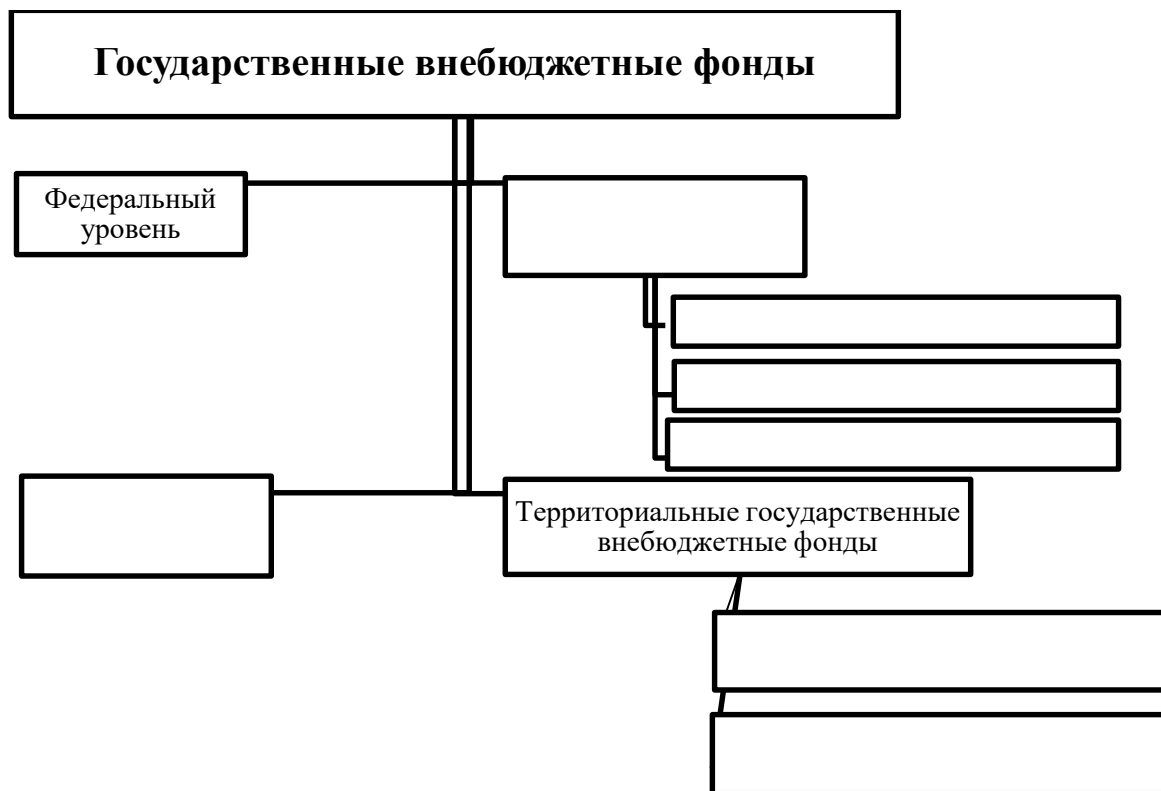 Государственные внебюджетные фонды
Федеральный
уровень
Территориальные государственные
внебюджетные фонды